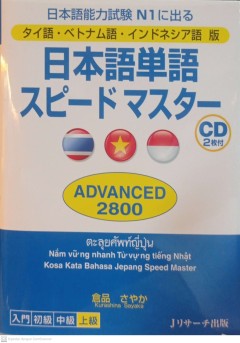 日本語能力試験 N1に出る
タイ語・ベトナム語・インドネシア語 版
日本語単語
スピードマスター
CD
2枚付
ADVANCED
2800
ตะลุยศัพท์ญี่ปุ่น
Nắm vững nhanh Từ vựng tiếng Nhật
Kosa Kata Bahasa Jepang Speed Master
倉品 さやか
Kurashina Sayaka
入門 初級 中級 上級
Jリサーチ出版